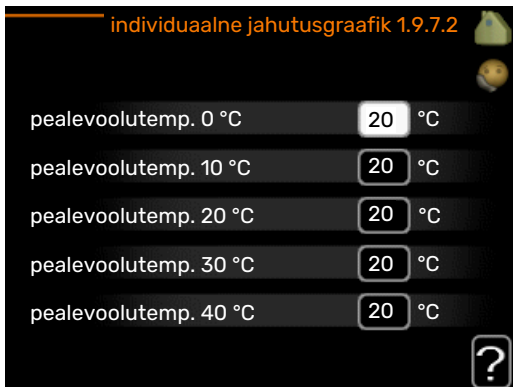 individuaalne jahutusgraafik 1.9.7.2
pealevoolutemp. 0 °C 20 °C
pealevoolutemp. 10 °C 20 °C
pealevoolutemp. 20 °C 20 °C
pealevoolutemp. 30 °C 20 °C
pealevoolutemp. 40 °C 20 °C
?